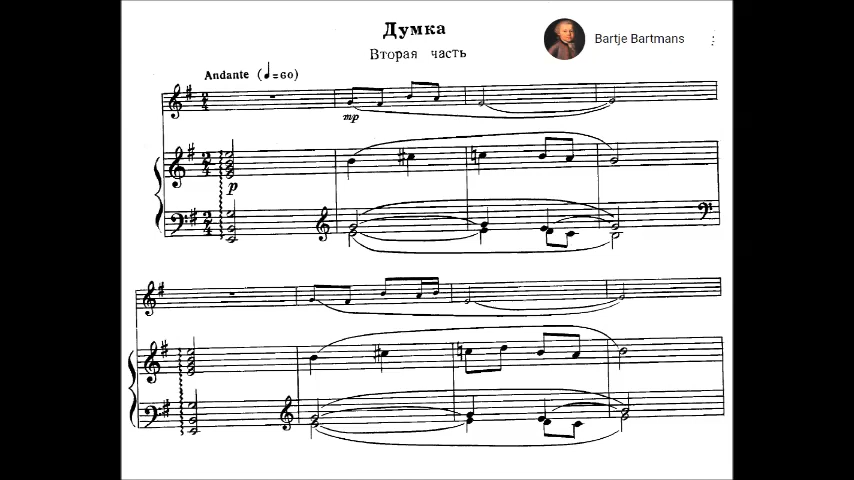 Думка
Вторая часть
Bartje Bartmans
Andante (♩=60)
mp
p